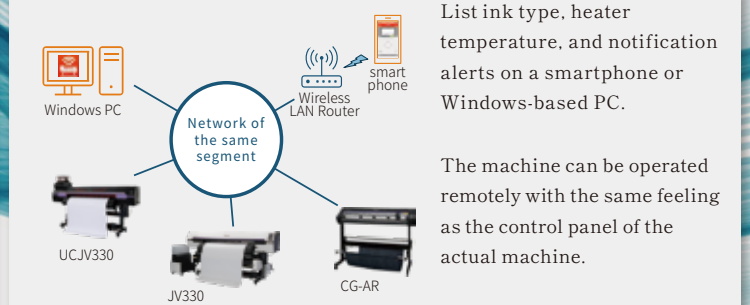 List ink type, heater
temperature, and notification
alerts on a smartphone or
Windows-based PC.
The machine can be operated
remotely with the same feeling
as the control panel of the
actual machine.
Windows PC
Wireless
LAN Router
smart
phone
Network of
the same
segment
UCJV330
JV330
CG-AR